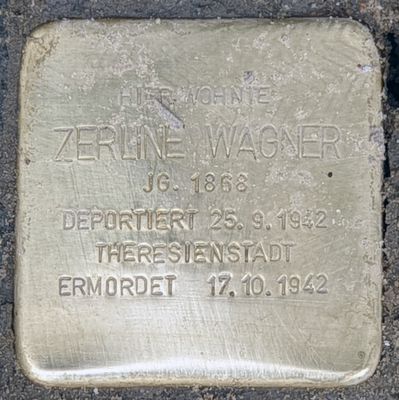 HIER WOHNTE
ZERLINE WAGNER
JG. 1868
DEPORTIERT 25.9.1942
THERESIENSTADT
ERMORDET 17.10.1942